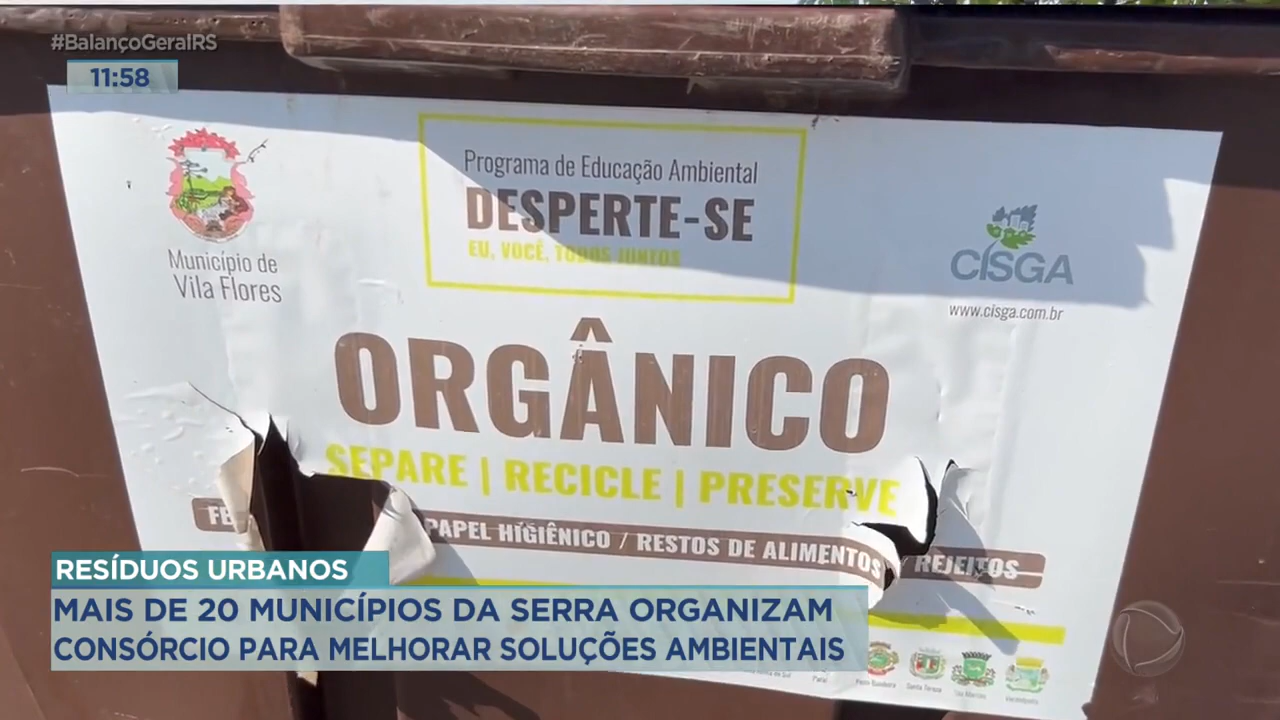 #BalançoGeralRS
11:58
Programa de Educação Ambiental
DESPERTE-SE
EU, VOCÊ, TODOS JUNTOS
Município de
Vila Flores
CISGA
www.cisga.com.br
ORGÂNICO
SEPARE | RECICLE | PRESERVE
PAPEL HIGIÊNICO / RESTOS DE ALIMENTOS / REJEITOS
RESÍDUOS URBANOS
MAIS DE 20 MUNICÍPIOS DA SERRA ORGANIZAM
CONSÓRCIO PARA MELHORAR SOLUÇÕES AMBIENTAIS
Santa Tereza